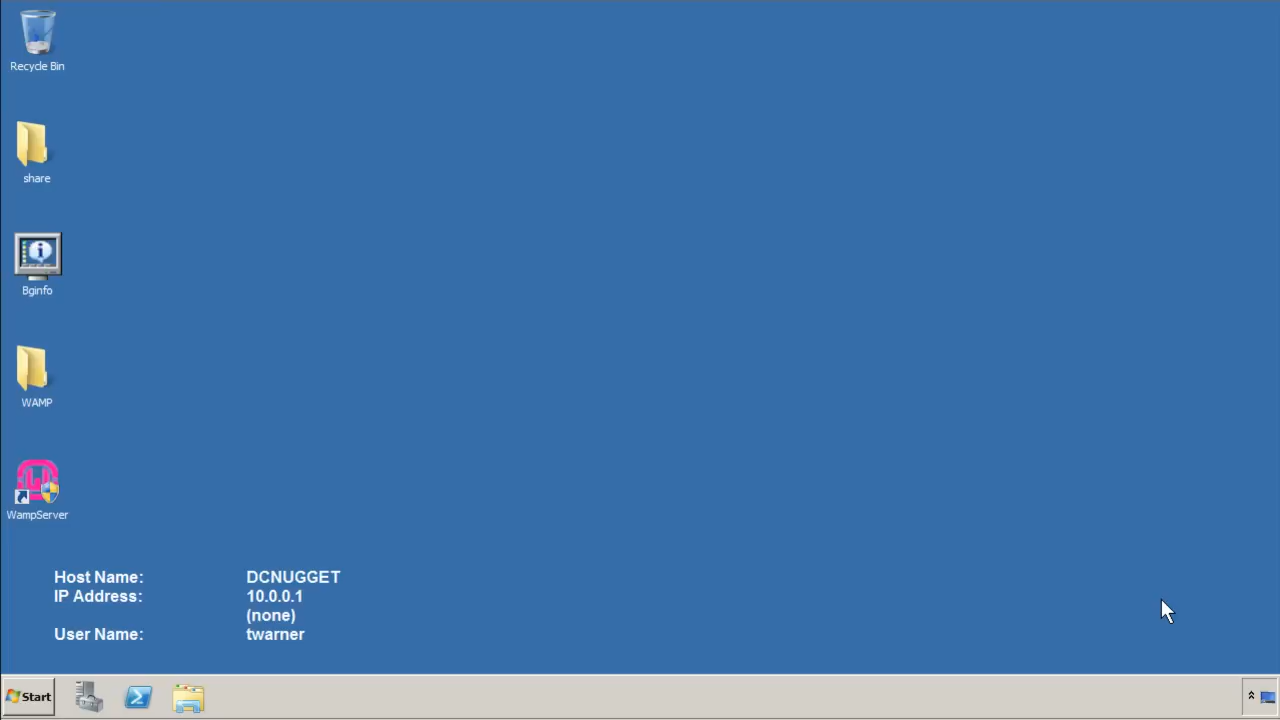 Recycle Bin
share
Bginfo
WAMP
WampServer
Host Name: DCNUGGET
IP Address: 10.0.0.1
(none)
User Name: twarner
Start